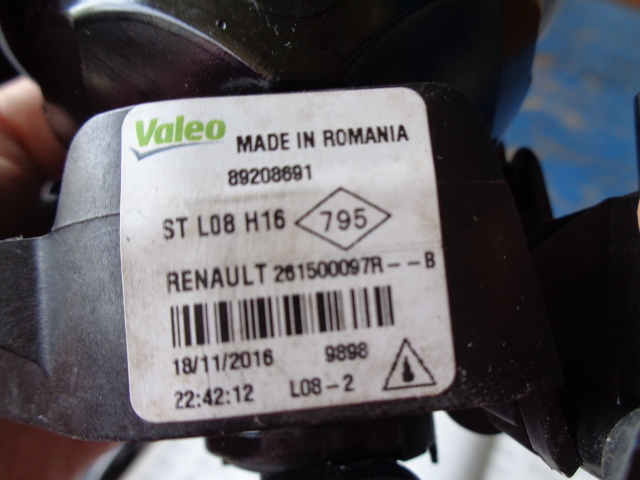 Valeo MADE IN ROMANIA
89208691
ST L08 H16 795
RENAULT 261500097R--B
18/11/2016 9898
22:42:12 L08-2